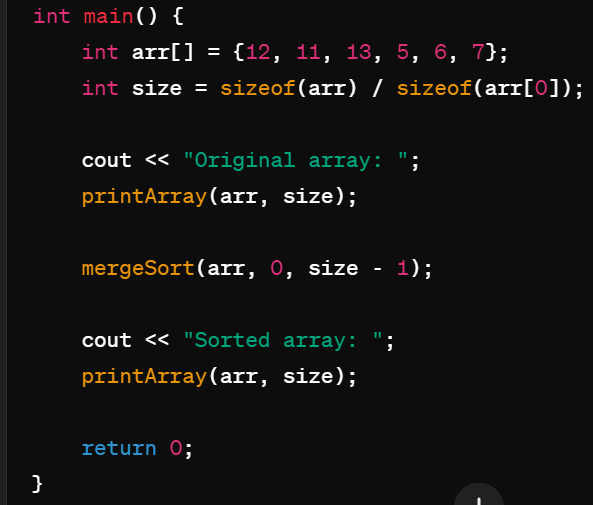 int main() {
    int arr[] = {12, 11, 13, 5, 6, 7};
    int size = sizeof(arr) / sizeof(arr[0]);

    cout << "Original array: ";
    printArray(arr, size);

    mergeSort(arr, 0, size - 1);

    cout << "Sorted array: ";
    printArray(arr, size);

    return 0;
}